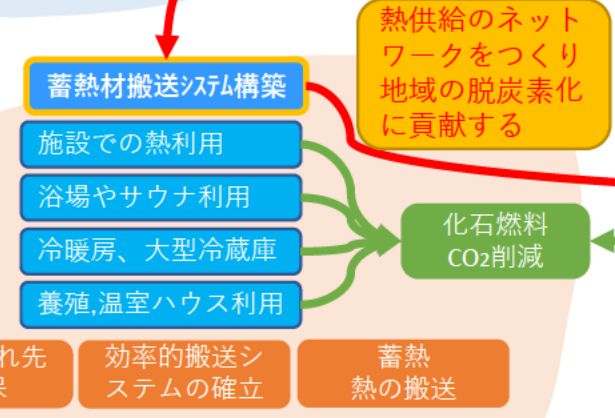 熱供給のネット
ワークをつくり
地域の脱炭素化
に貢献する
蓄熱材搬送ｼｽﾃﾑ構築
施設での熱利用
浴場やサウナ利用
冷暖房、大型冷蔵庫
養殖,温室ハウス利用
化石燃料
CO2削減
れ先
効率的搬送シ
ステムの確立
蓄熱
熱の搬送